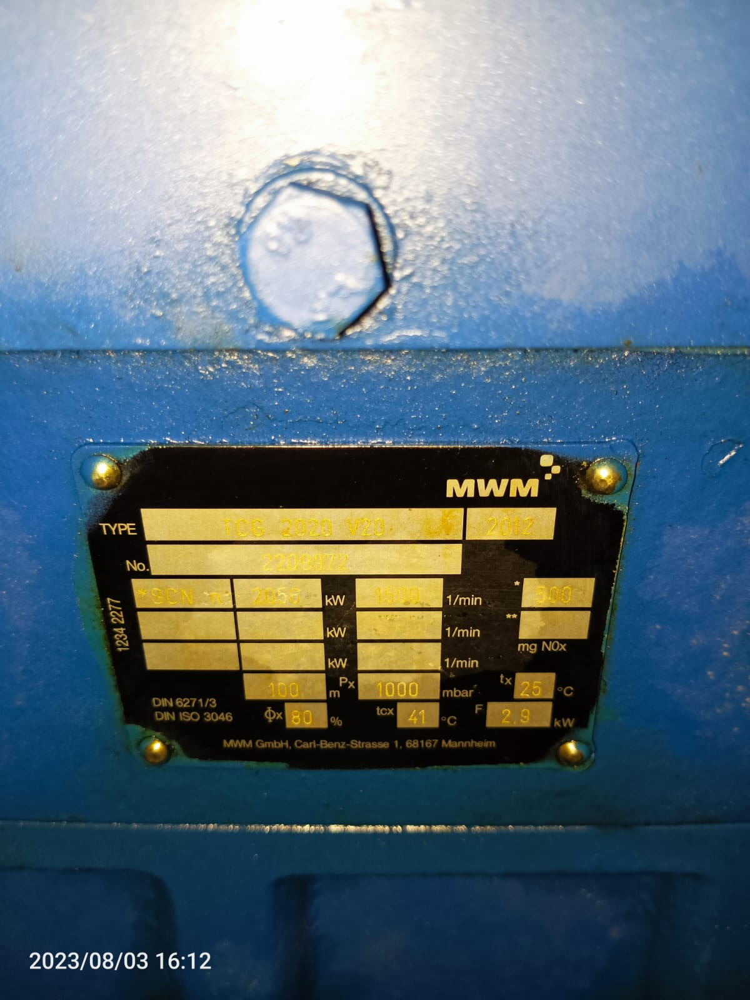 MWM
TYPE TCG 2020 V20 2012
No.
1234 2277
*SCN kW 1500 1/min * 500
kW 1/min **
mg N0x
kW 1/min
100 m Px 1000 mbar tx 25 °C
DIN 6271/3
DIN ISO 3046
Φx 80 % tcx 41 °C F 2.9 kW
MWM GmbH, Carl-Benz-Strasse 1, 68167 Mannheim
2023/08/03 16:12